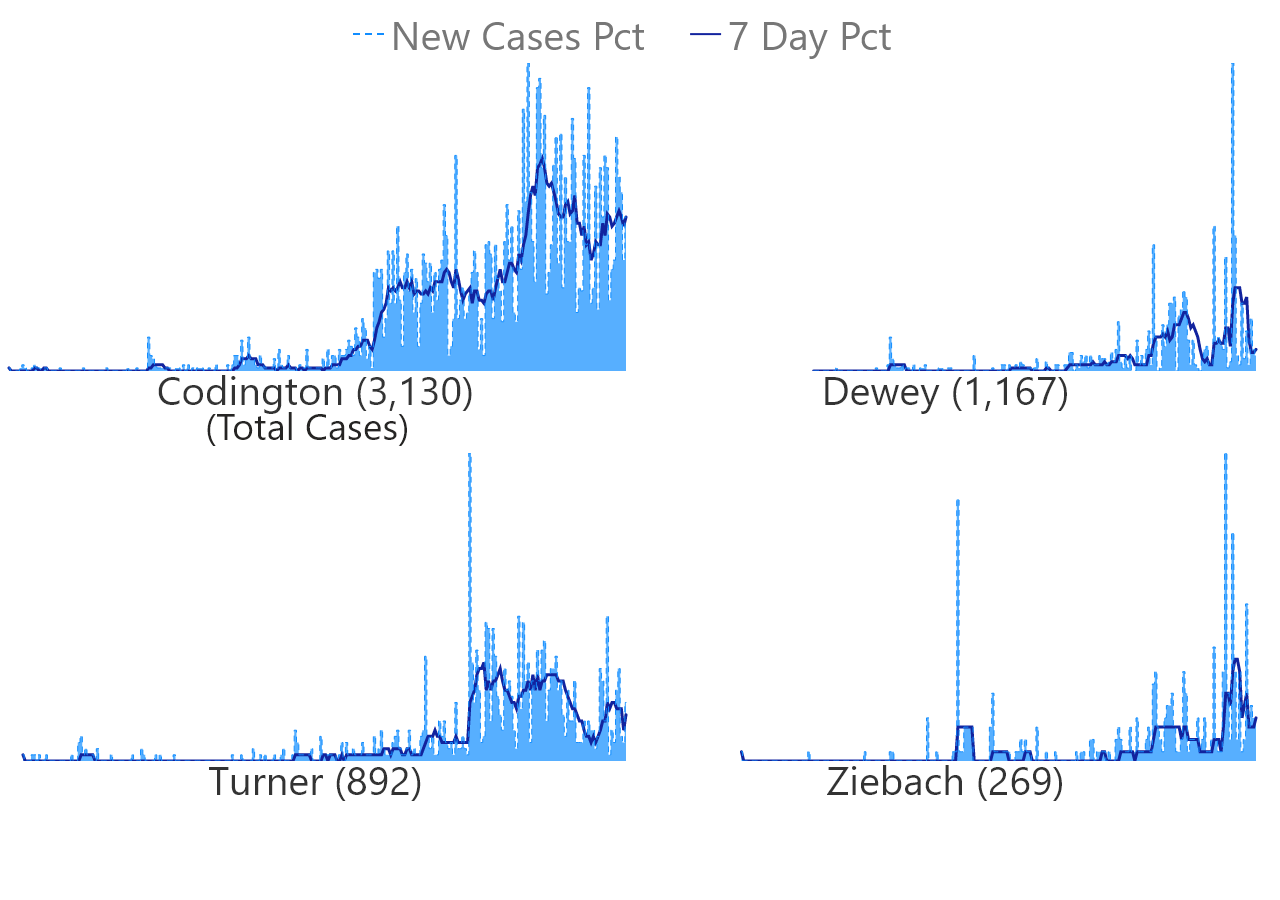 New Cases Pct 7 Day Pct
Codington (3,130) Dewey (1,167)
(Total Cases)
Turner (892) Ziebach (269)